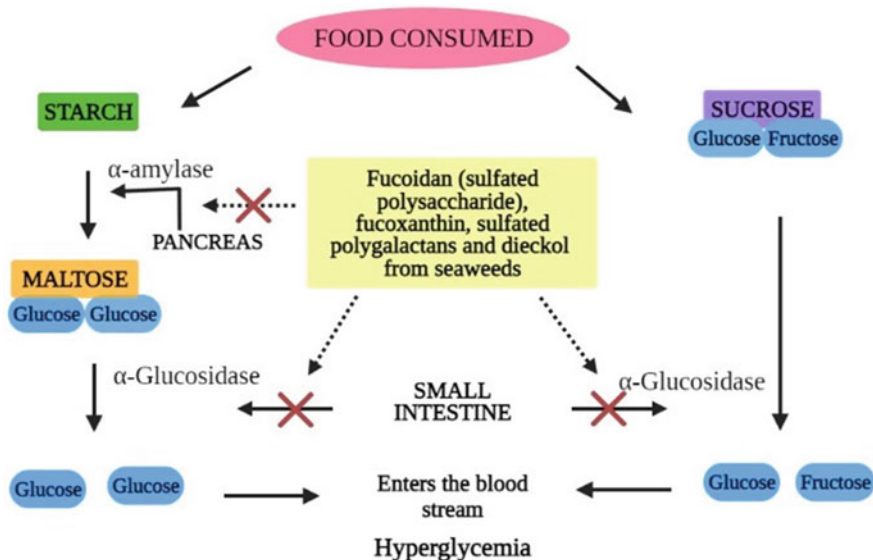 FOOD CONSUMED
STARCH
SUCROSE
Glucose Fructose
α-amylase
PANCREAS
Fucoidan (sulfated
polysaccharide),
fucoxanthin, sulfated
polygalactans and dieckol
from seaweeds
MALTOSE
Glucose Glucose
α-Glucosidase
SMALL
INTESTINE
α-Glucosidase
Glucose Glucose
Enters the blood
stream
Glucose Fructose
Hyperglycemia